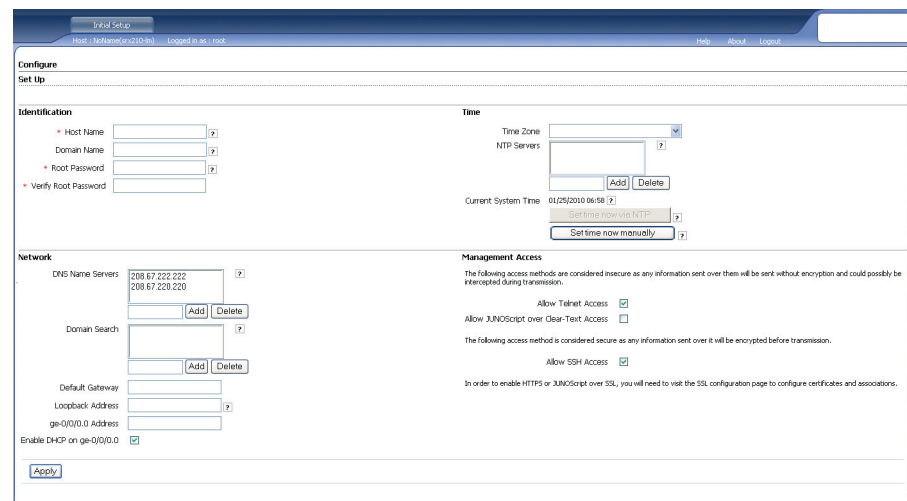 Initial Setup
Host : NoName(srx210-lm) Logged in as : root
Help About Logout
Configure
Set Up
Identification
* Host Name ?
Domain Name ?
* Root Password ?
* Verify Root Password
Time
Time Zone
NTP Servers ?
Add Delete
Current System Time 01/25/2010 06:58 ?
Set time now via NTP ?
Set time now manually ?
Network
DNS Name Servers ?
208.67.222.222
208.67.220.220
Add Delete
Domain Search ?
Add Delete
Default Gateway
Loopback Address ?
ge-0/0/0.0 Address
Enable DHCP on ge-0/0/0.0
Apply
Management Access
The following access methods are considered insecure as any information sent over them will be sent without encryption and could possibly be
intercepted during transmission.
Allow Telnet Access
Allow JUNOScript over Clear-Text Access
The following access method is considered secure as any information sent over it will be encrypted before transmission.
Allow SSH Access
In order to enable HTTPS or JUNOScript over SSL, you will need to visit the SSL configuration page to configure certificates and associations.